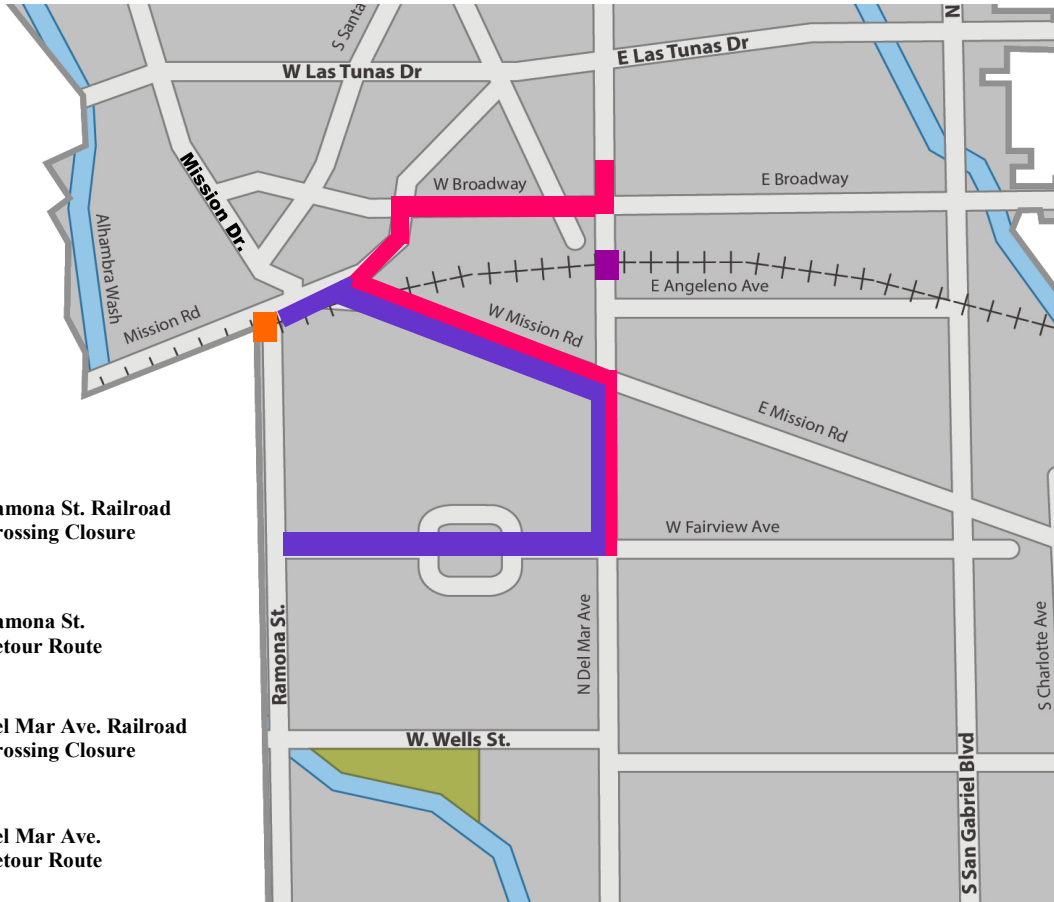 S Santa
N
E Las Tunas Dr
W Las Tunas Dr
Mission Dr.
W Broadway
E Broadway
Alhambra Wash
E Angeleno Ave
Mission Rd
W Mission Rd
E Mission Rd
amona St. Railroad
rossing Closure
W Fairview Ave
amona St.
etour Route
Ramona St.
N Del Mar Ave
S Charlotte Ave
el Mar Ave. Railroad
rossing Closure
W. Wells St.
S San Gabriel Blvd
el Mar Ave.
etour Route